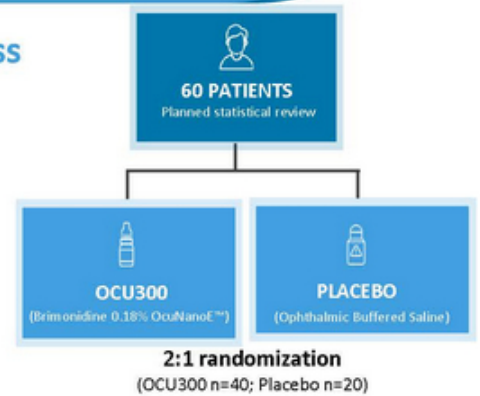 ss
60 PATIENTS
Planned statistical review
OCU300
(Brimonidine 0.18% OcuNanoE™)
PLACEBO
(Ophthalmic Buffered Saline)
2:1 randomization
(OCU300 n=40; Placebo n=20)